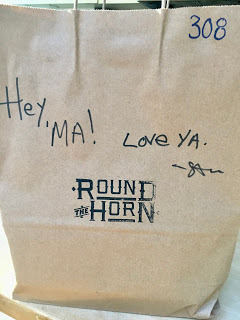 308
Hey, MA! Love YA.
ROUND
THE HORN